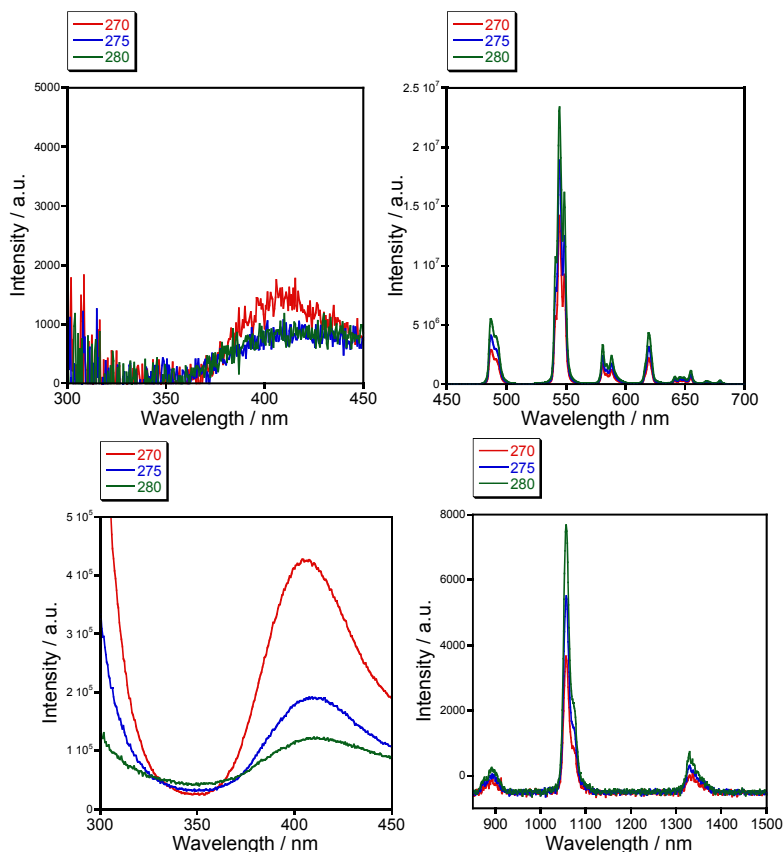 270
275
280
5000
4000
3000
2000
1000
0
300 350 400 450
Wavelength / nm
Intensity / a.u.
270
275
280
2.5 10⁷
2 10⁷
1.5 10⁷
1 10⁷
5 10⁶
0
450 500 550 600 650 700
Wavelength / nm
Intensity / a.u.
270
275
280
5 10⁵
4 10⁵
3 10⁵
2 10⁵
1 10⁵
0
300 350 400 450
Wavelength / nm
Intensity / a.u.
270
275
280
8000
6000
4000
2000
0
900 1000 1100 1200 1300 1400 1500
Wavelength / nm
Intensity / a.u.